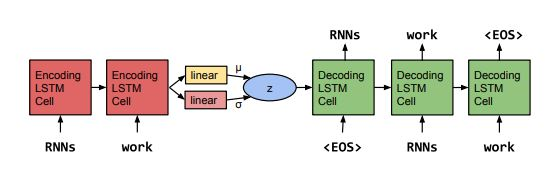 RNNs work <EOS>
Encoding LSTM Cell
Encoding LSTM Cell
linear
μ
linear
σ
z
Decoding LSTM Cell
Decoding LSTM Cell
Decoding LSTM Cell
RNNs work <EOS> RNNs work